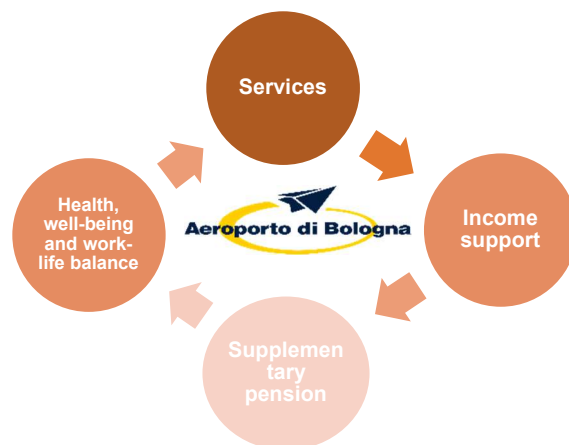 Services
Health,
well-being
and work-
life balance
Aeroporto di Bologna
Income
support
Supplemen
tary
pension